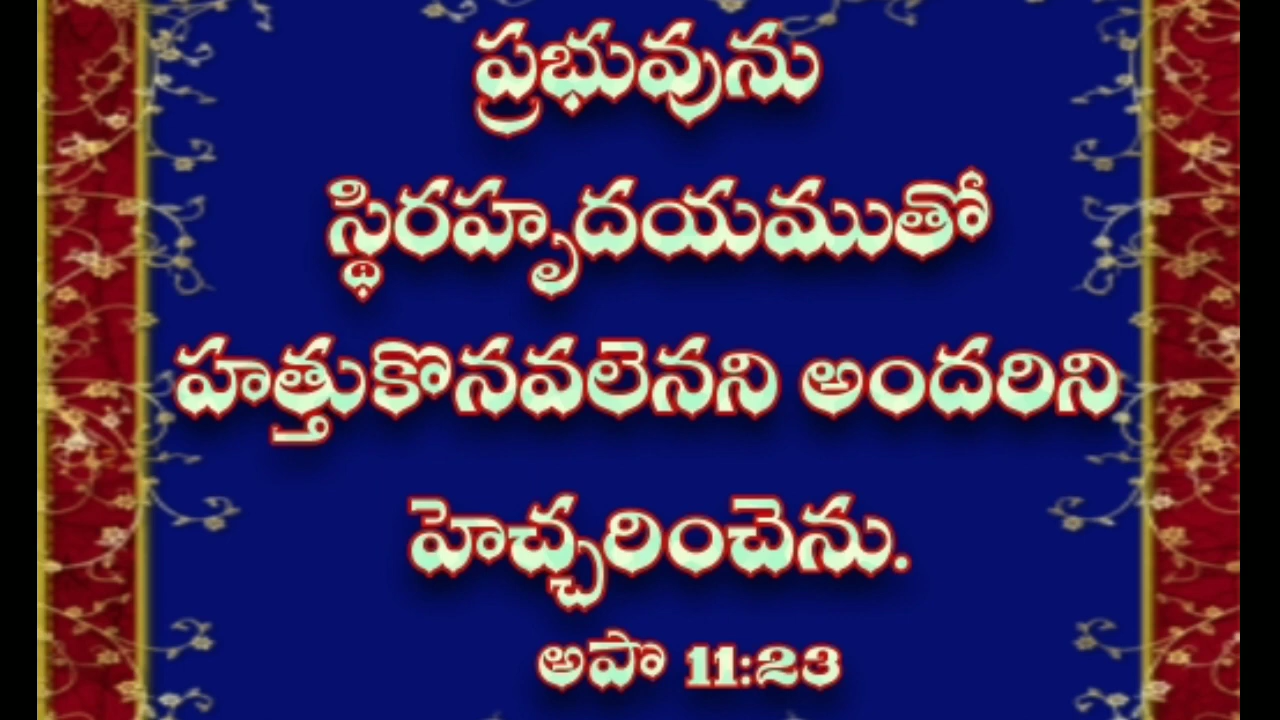 ప్రభువును
స్థిరహృదయముతో
హత్తుకొనవలెనని అందరిని
హెచ్చరించెను.
అపొ 11:23